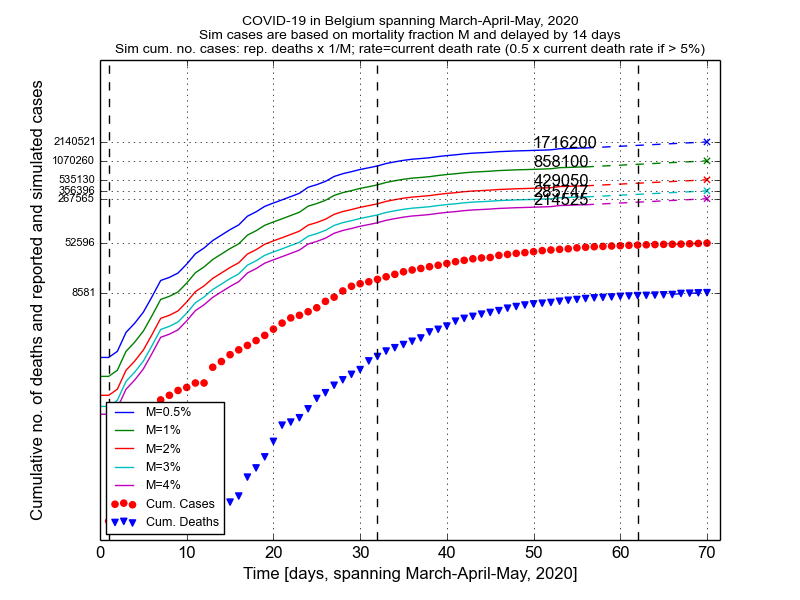 COVID-19 in Belgium spanning March-April-May, 2020
Sim cases are based on mortality fraction M and delayed by 14 days
Sim cum. no. cases: rep. deaths x 1/M; rate=current death rate (0.5 x current death rate if > 5%)
Cumulative no. of deaths and reported and simulated cases
2140521
1070260
535130
356396
267565
52596
8581
1716200
858100
429050
285747
214525
M=0.5%
M=1%
M=2%
M=3%
M=4%
Cum. Cases
Cum. Deaths
0 10 20 30 40 50 60 70
Time [days, spanning March-April-May, 2020]